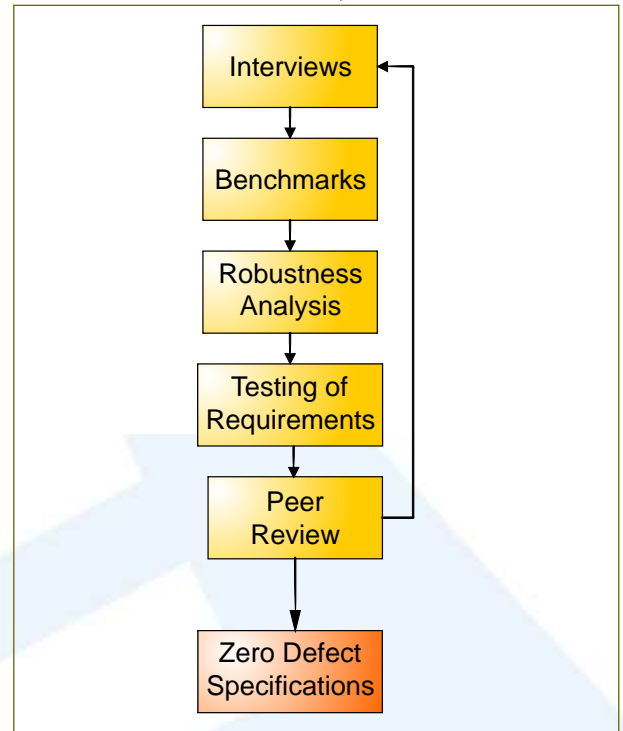 Interviews
Benchmarks
Robustness
Analysis
Testing of
Requirements
Peer
Review
Zero Defect
Specifications